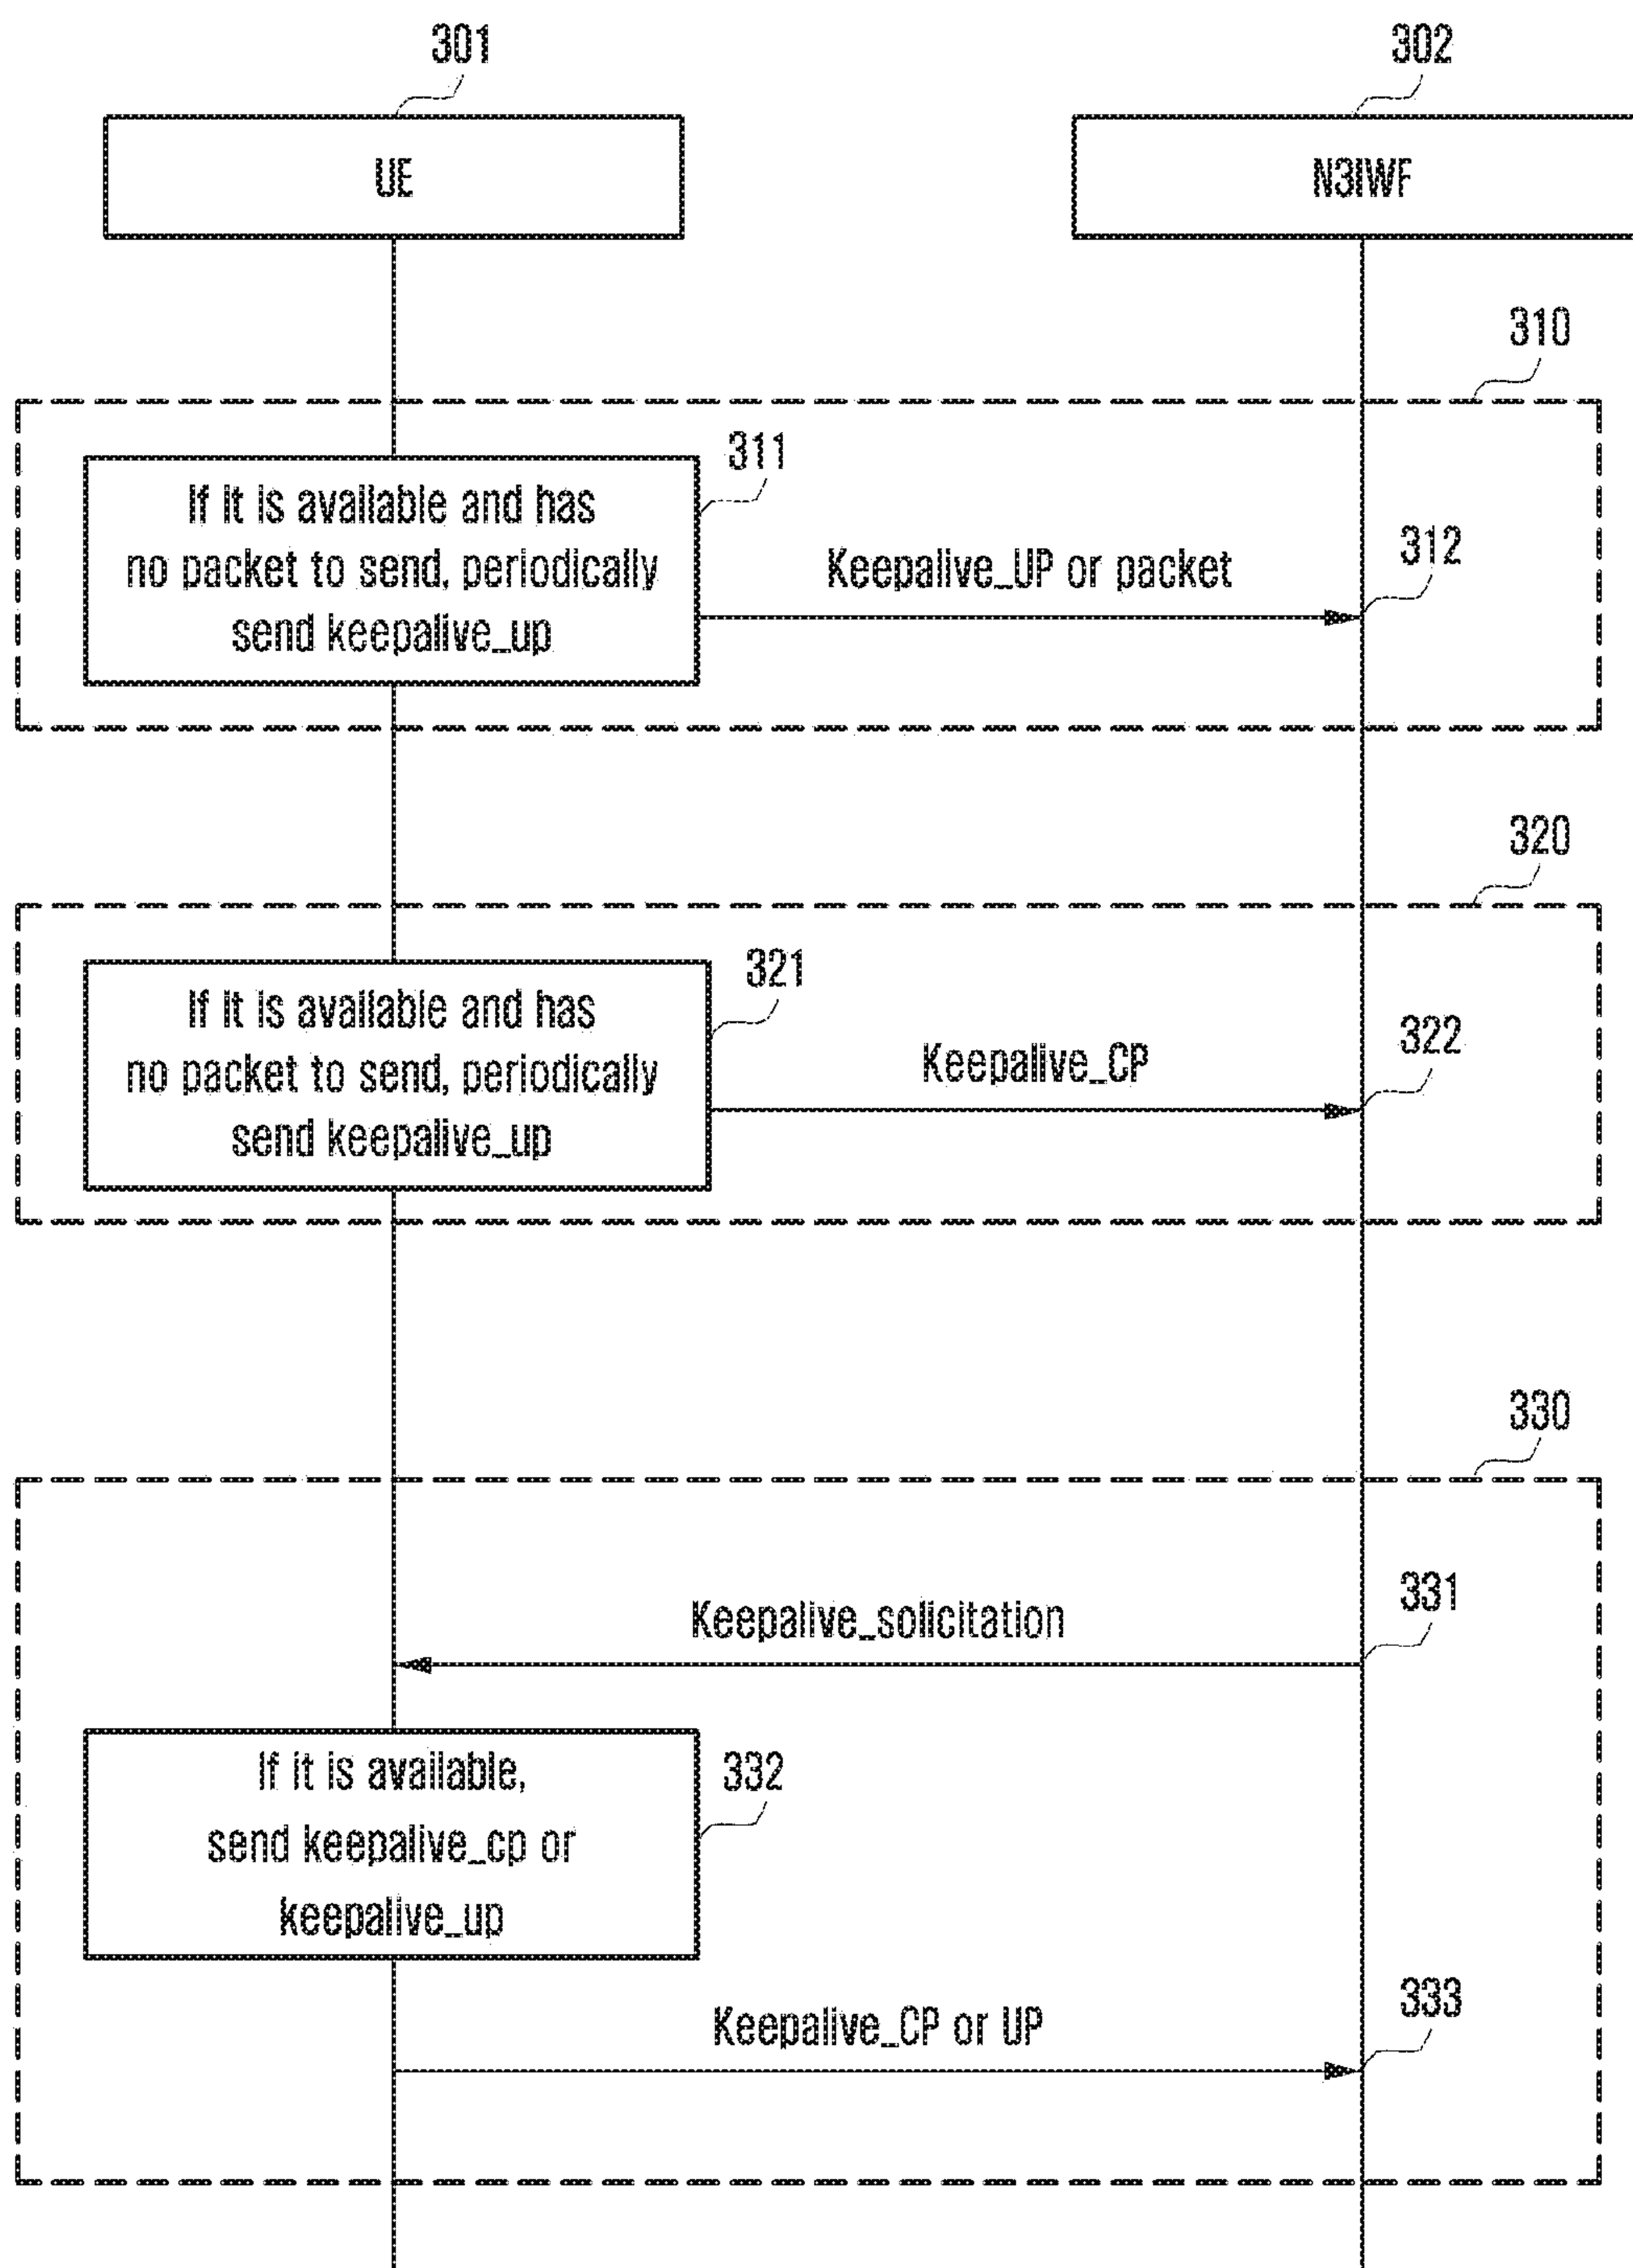 301
302
UE
N3IWF
310
311
If it is available and has
no packet to send, periodically
send keepalive_up
Keepalive_UP or packet
312
320
321
If it is available and has
no packet to send, periodically
send keepalive_up
Keepalive_CP
322
330
331
Keepalive_solicitation
If it is available,
send keepalive_cp or
keepalive_up
332
333
Keepalive_CP or UP